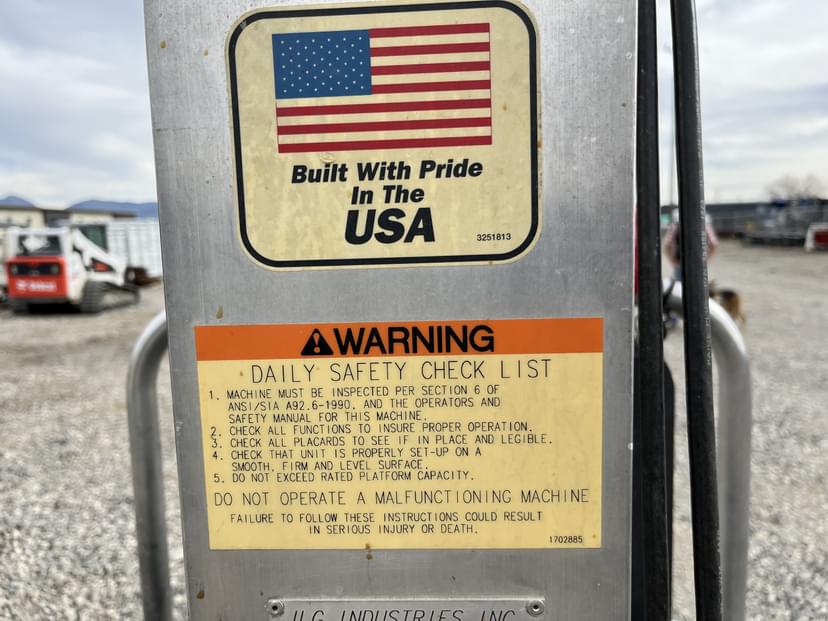 Built With Pride
In The
USA
3251813
WARNING
DAILY SAFETY CHECK LIST
1. MACHINE MUST BE INSPECTED PER SECTION 6 OF
ANSI/SIA A92.6-1990, AND THE OPERATORS AND
SAFETY MANUAL FOR THIS MACHINE.
2. CHECK ALL FUNCTIONS TO INSURE PROPER OPERATION.
3. CHECK ALL PLACARDS TO SEE IF IN PLACE AND LEGIBLE.
4. CHECK THAT UNIT IS PROPERLY SET-UP ON A
SMOOTH, FIRM AND LEVEL SURFACE.
5. DO NOT EXCEED RATED PLATFORM CAPACITY.
DO NOT OPERATE A MALFUNCTIONING MACHINE
FAILURE TO FOLLOW THESE INSTRUCTIONS COULD RESULT
IN SERIOUS INJURY OR DEATH.
1702885
INDUSTRIES INC